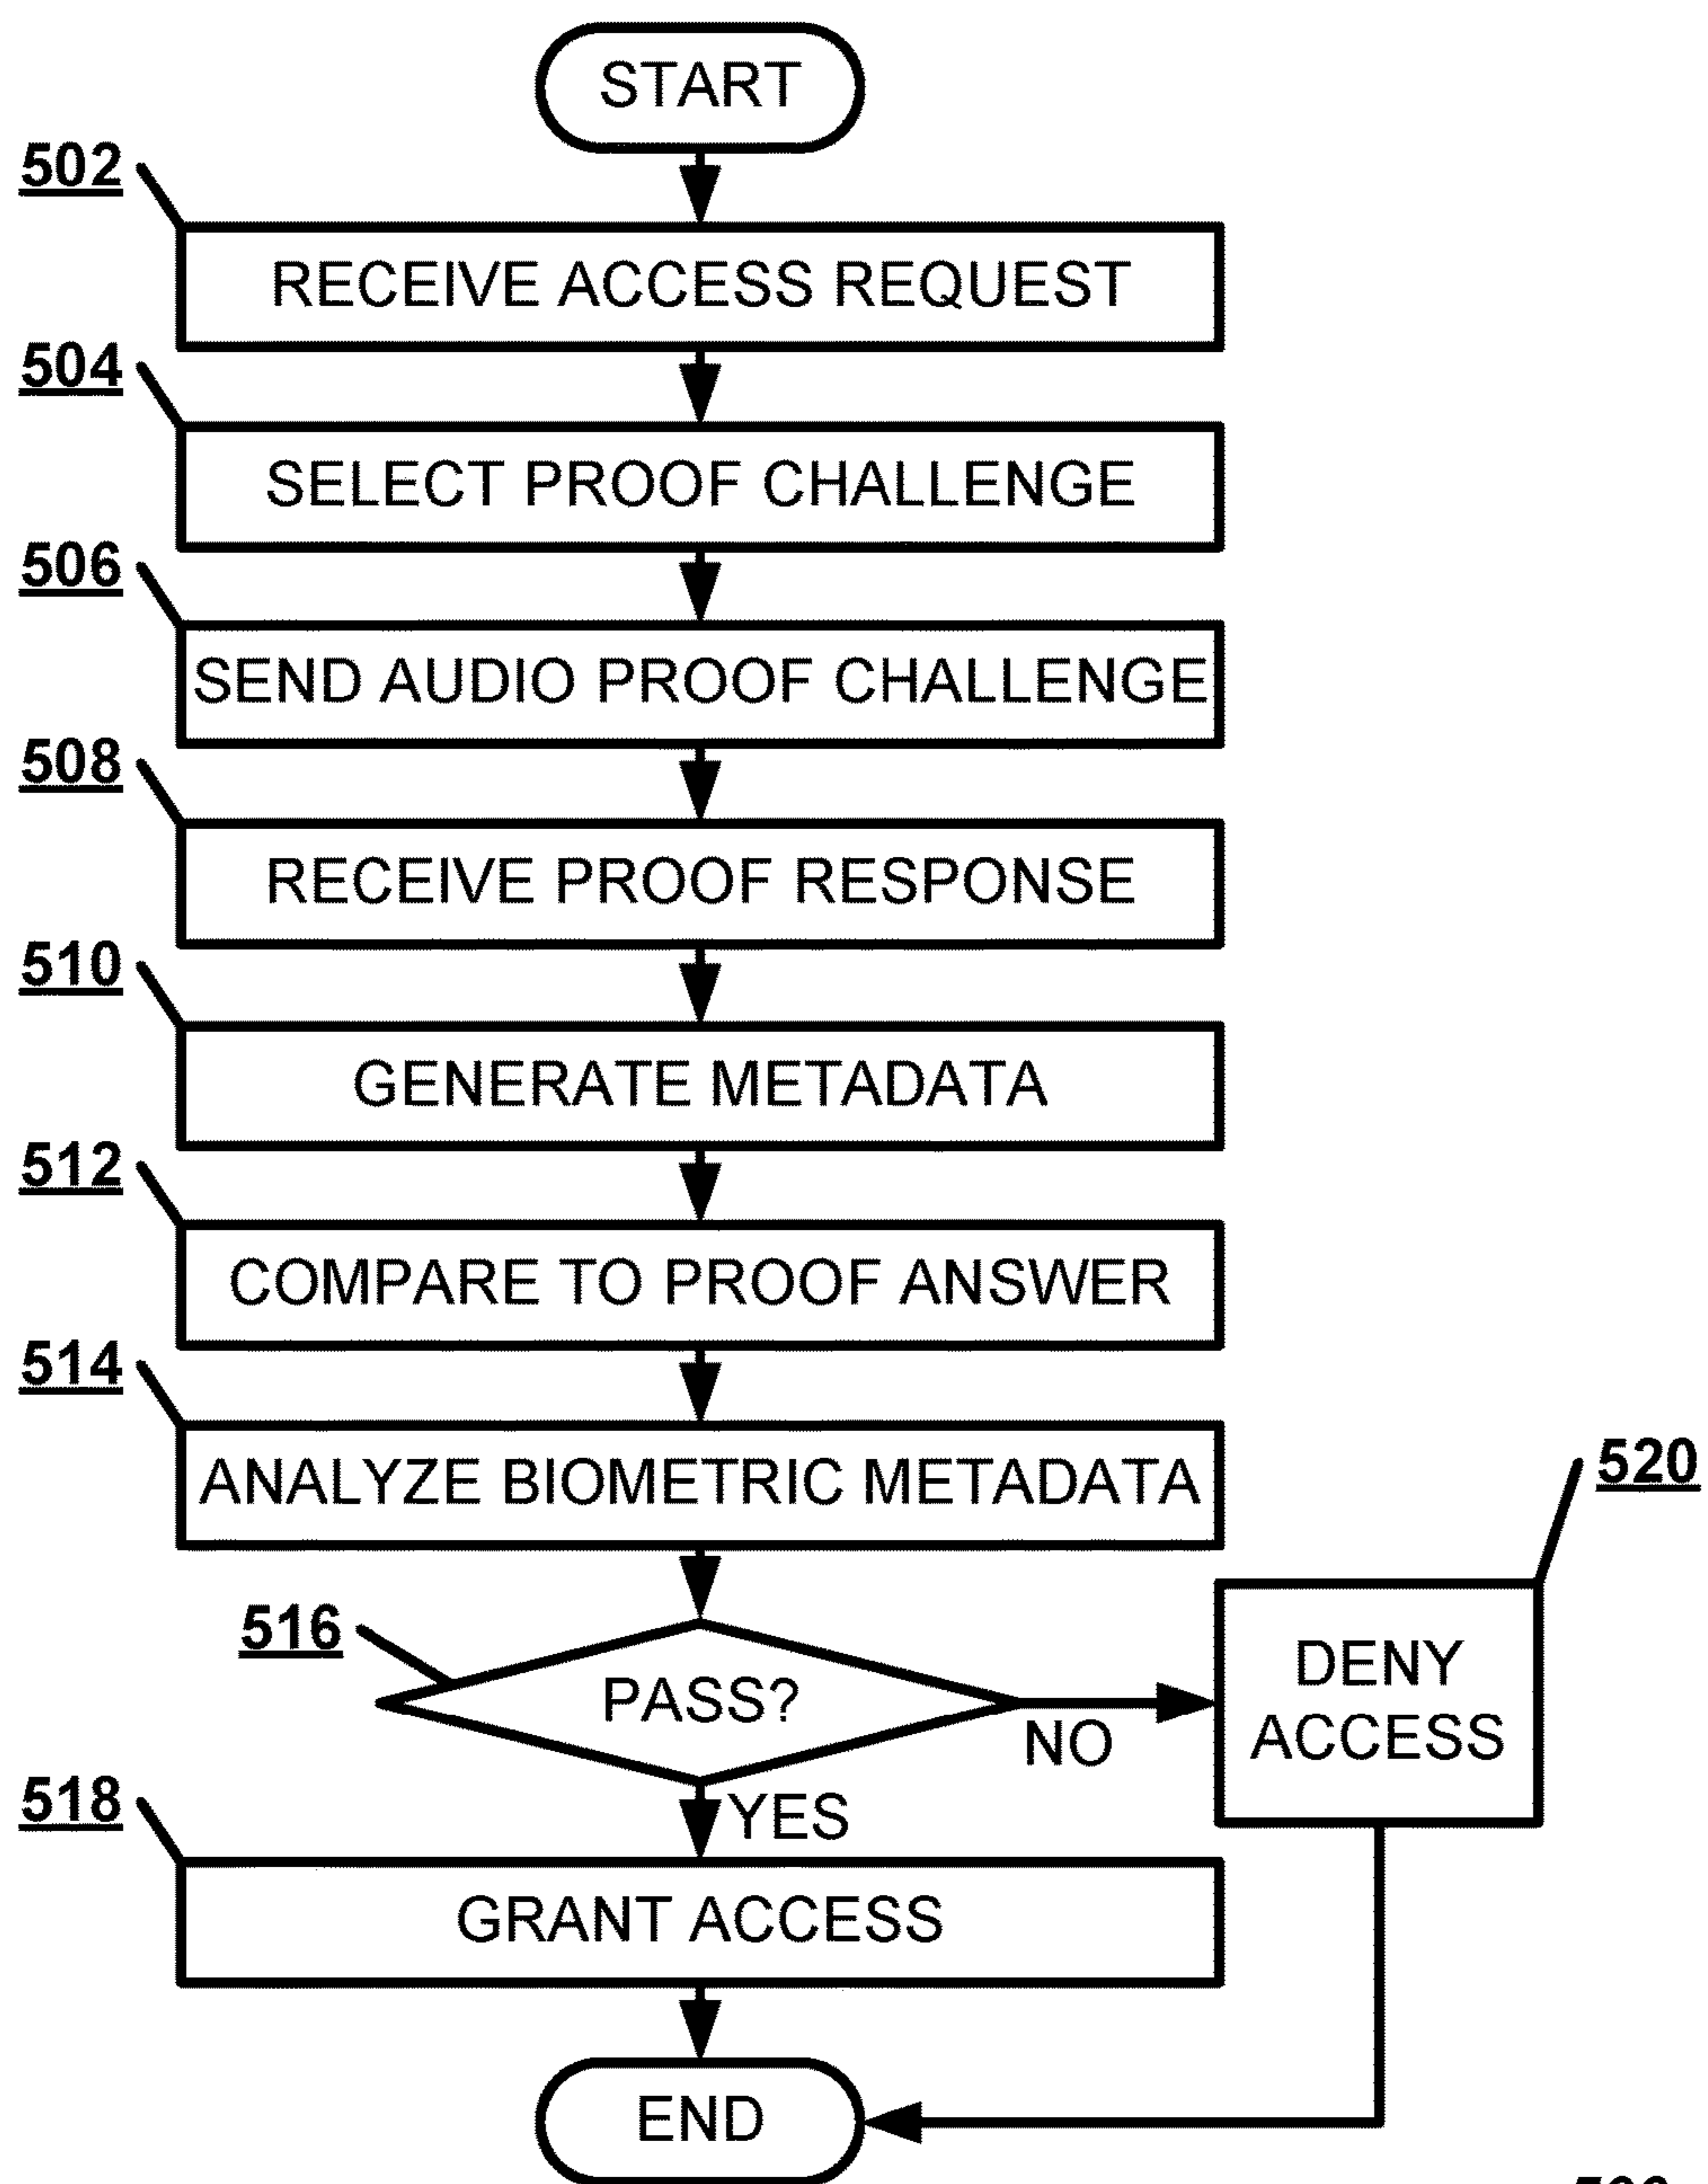 START
502
RECEIVE ACCESS REQUEST
504
SELECT PROOF CHALLENGE
506
SEND AUDIO PROOF CHALLENGE
508
RECEIVE PROOF RESPONSE
510
GENERATE METADATA
512
COMPARE TO PROOF ANSWER
514
ANALYZE BIOMETRIC METADATA
520
516
PASS?
NO
DENY
ACCESS
YES
518
GRANT ACCESS
END